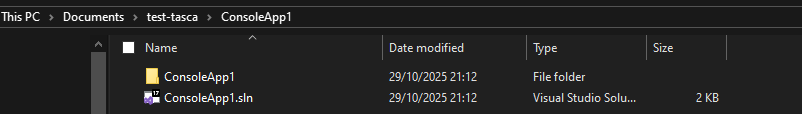 This PC > Documents > test-tasca > ConsoleApp1
Name Date modified Type Size
ConsoleApp1 29/10/2025 21:12 File folder
17 ConsoleApp1.sln 29/10/2025 21:12 Visual Studio Solu... 2 KB